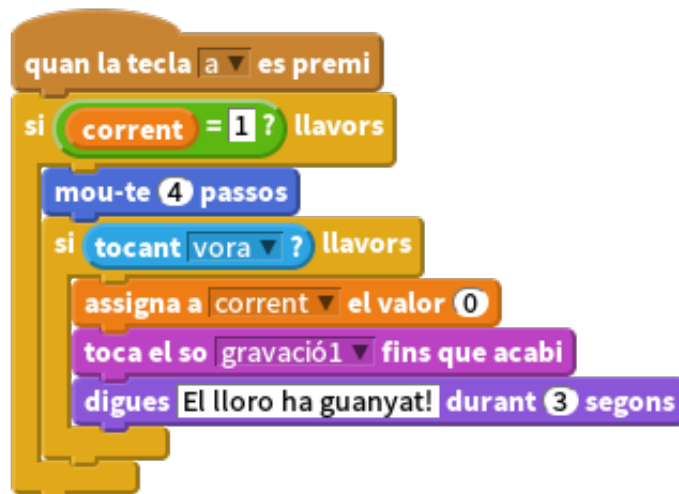 quan la tecla a es premi
si corrent = 1 ? llavors
mou-te 4 passos
si tocant vora ? llavors
assigna a corrent el valor 0
toca el so gravació1 fins que acabi
digues El lloro ha guanyat! durant 3 segons